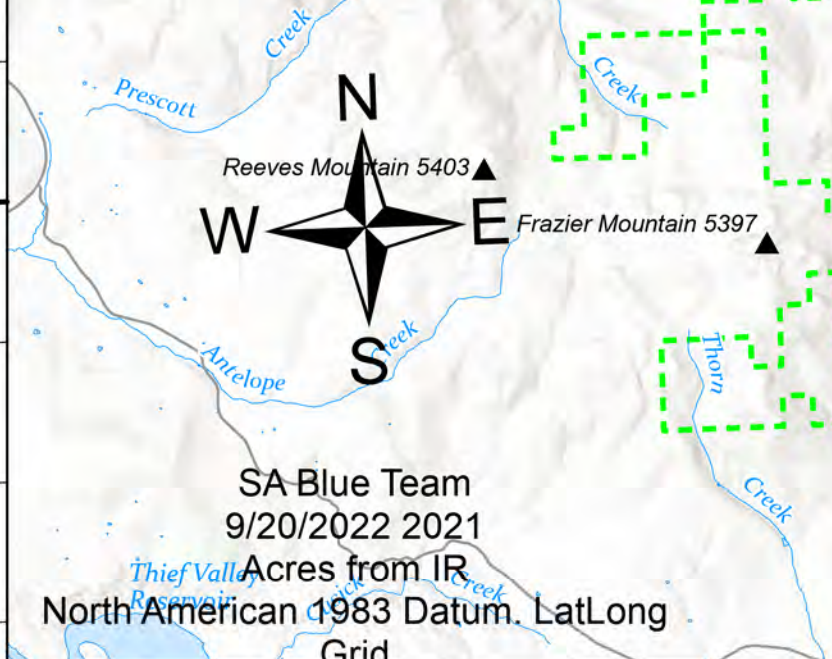 Creek
Prescott
Creek
N
Reeves Mountain 5403
W
E
Frazier Mountain 5397
S
Creek
Antelope
Thorn
Creek
SA Blue Team
9/20/2022 2021
Acres from IR
Thief Valley
Reservoir
Cusick
Creek
North American 1983 Datum. LatLong
Grid